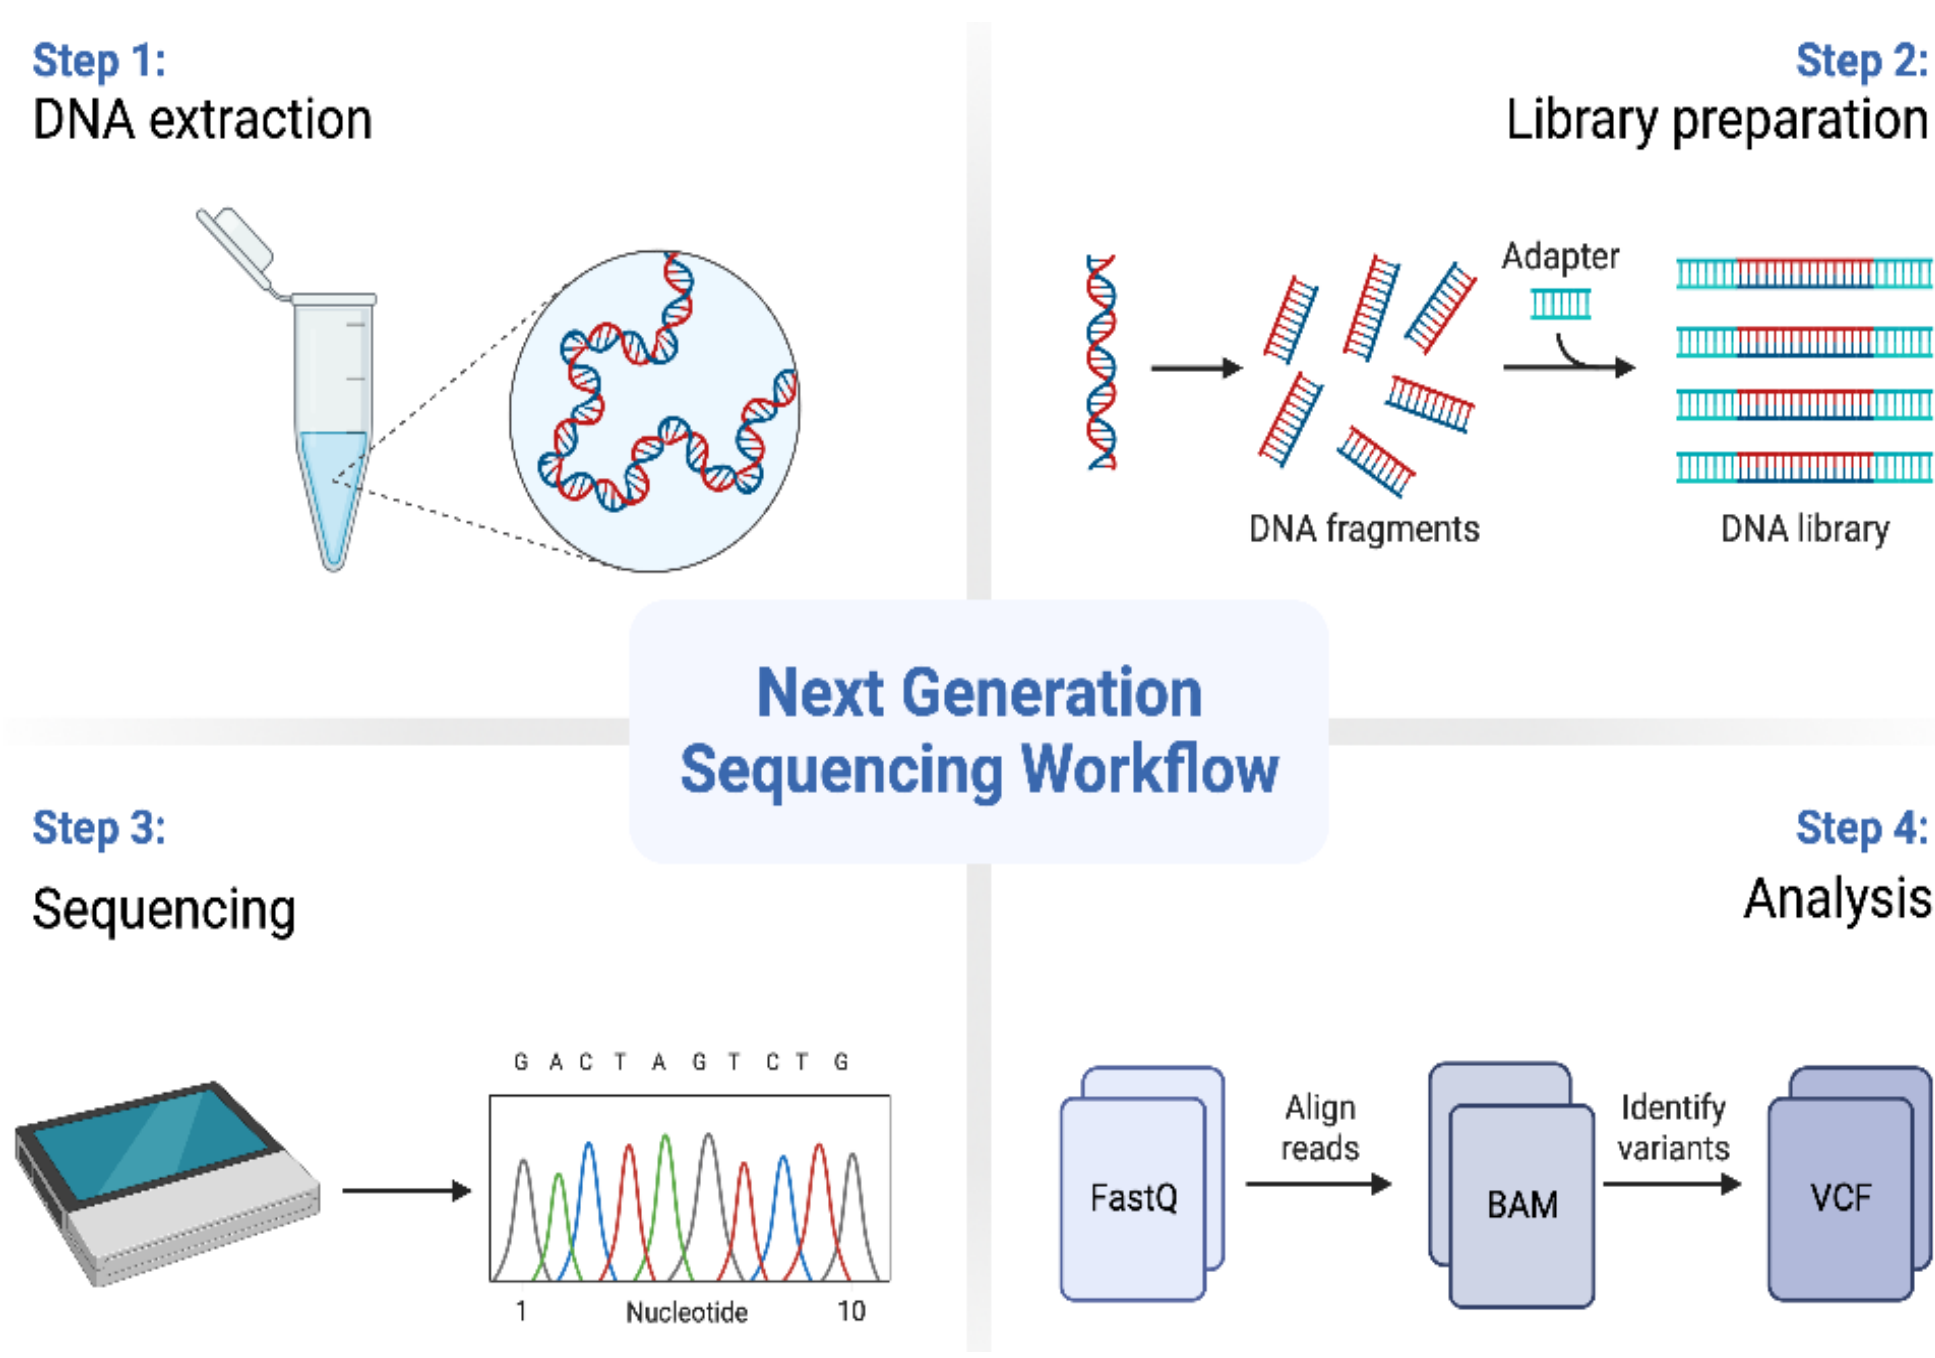 Step 1:
DNA extraction
Step 2:
Library preparation
Adapter
DNA fragments
DNA library
Next Generation
Sequencing Workflow
Step 3:
Sequencing
G A C T A G T C T G
1 Nucleotide 10
Step 4:
Analysis
FastQ
Align
reads
BAM
Identify
variants
VCF